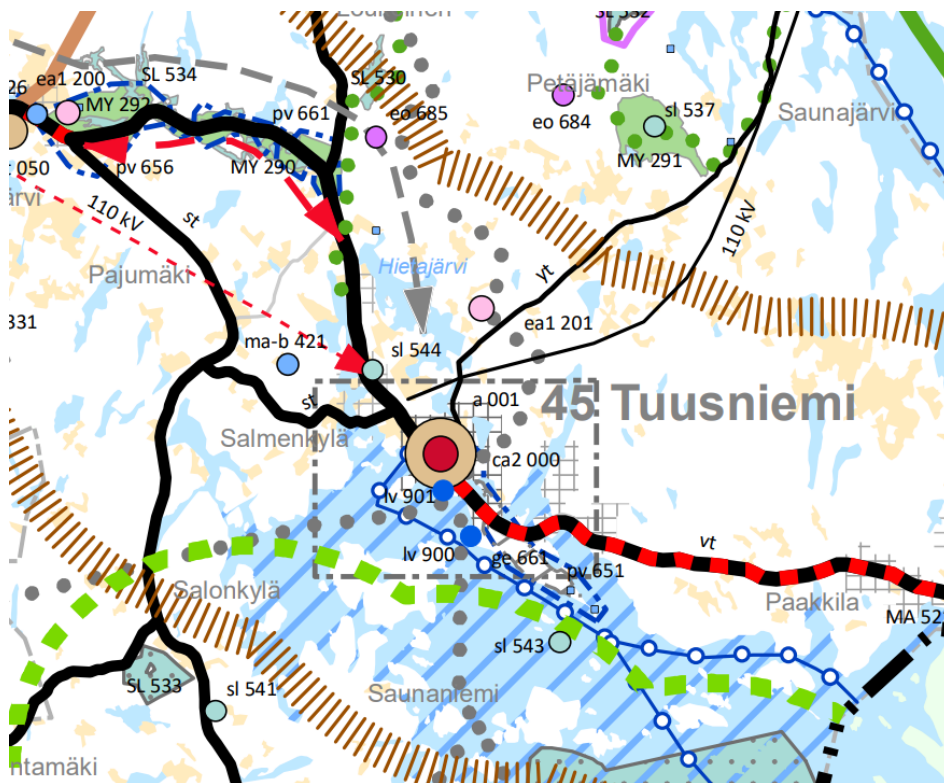 SL 532
26
ea1 200
SL 534
SL 530
Petäjämäki
MY 292
pv 661
eo 685
eo 684
sl 537
Saunajärvi
050
pv 656
MY 290
MY 291
110 kV
st
110 kV
Pajumäki
Hietajärvi
yt
331
ma-b 421
sl 544
ea1 201
st
a 001
45 Tuusniemi
Salmenkylä
ca2 000
lv 901
vt
lv 900
ge 661
pv 651
Salonkylä
Paakkila
sl 543
SL 533
sl 541
Saunaniemi
ntamäki